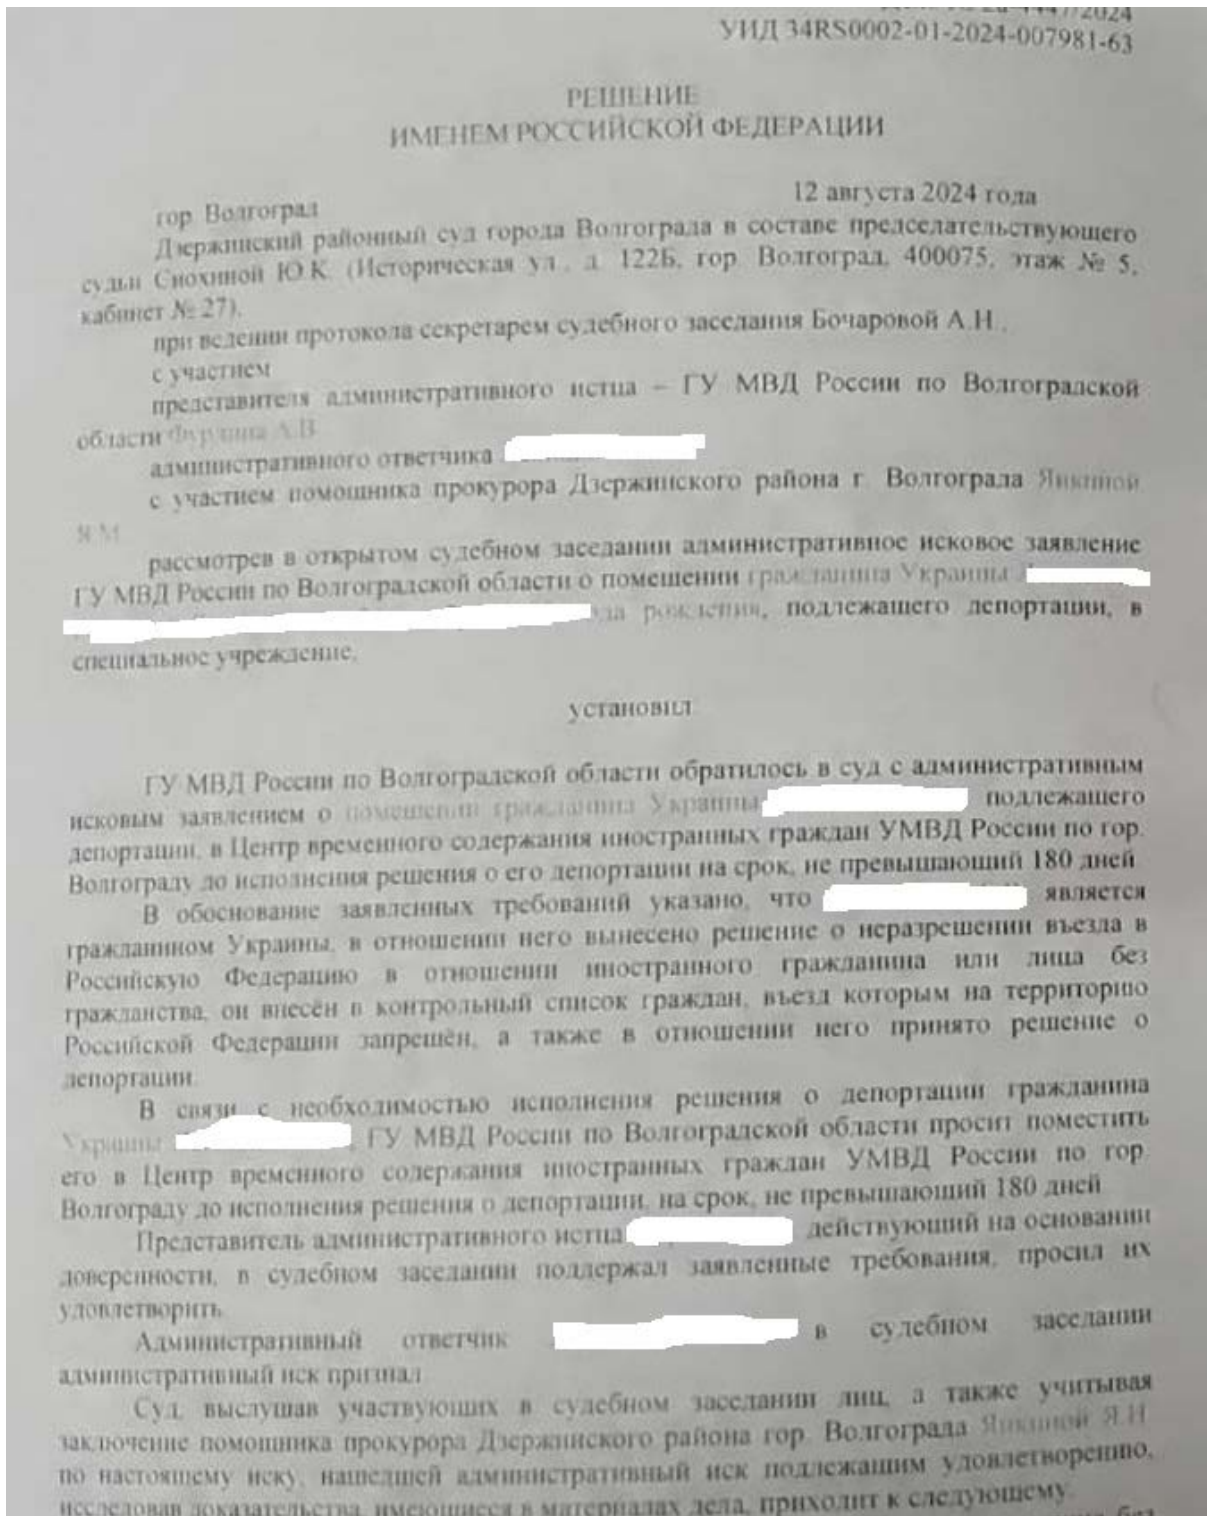 УИД 34RS0002-01-2024-007981-63
РЕШЕНИЕ
ИМЕНЕМ РОССИЙСКОЙ ФЕДЕРАЦИИ
12 августа 2024 года
гор. Волгоград
Дзержинский районный суд города Волгограда в составе председательствующего
судьи Снохиной Ю.К. (Историческая ул., д. 122Б, гор. Волгоград, 400075, этаж № 5,
кабинет № 27),
при ведении протокола секретарем судебного заседания Бочаровой А.Н.,
с участием
представителя административного истца – ГУ МВД России по Волгоградской
области
административного ответчика
с участием помощника прокурора Дзержинского района г. Волгограда Янкиной
Я.М.
рассмотрев в открытом судебном заседании административное исковое заявление
ГУ МВД России по Волгоградской области о помещении гражданина Украины
рождения, подлежащего депортации, в
специальное учреждение,
установил:
ГУ МВД России по Волгоградской области обратилось в суд с административным
исковым заявлением о помещении гражданина Украины подлежащего
депортации, в Центр временного содержания иностранных граждан УМВД России по гор.
Волгограду до исполнения решения о его депортации на срок, не превышающий 180 дней.
В обоснование заявленных требований указано, что является
гражданином Украины, в отношении него вынесено решение о неразрешении въезда в
Российскую Федерацию в отношении иностранного гражданина или лица без
гражданства, он внесён в контрольный список граждан, въезд которым на территорию
Российской Федерации запрещён, а также в отношении него принято решение о
депортации.
В связи с необходимостью исполнения решения о депортации гражданина
Украины , ГУ МВД России по Волгоградской области просит поместить
его в Центр временного содержания иностранных граждан УМВД России по гор.
Волгограду до исполнения решения о депортации, на срок, не превышающий 180 дней.
Представитель административного истца действующий на основании
доверенности, в судебном заседании поддержал заявленные требования, просил их
удовлетворить.
Административный ответчик в судебном заседании
административный иск признал.
Суд, выслушав участвующих в судебном заседании лиц, а также учитывая
заключение помощника прокурора Дзержинского района гор. Волгограда Янкиной Я.Н.
по настоящему иску, нашедшей административный иск подлежащим удовлетворению,
исследовав доказательства, имеющиеся в материалах дела, приходит к следующему.